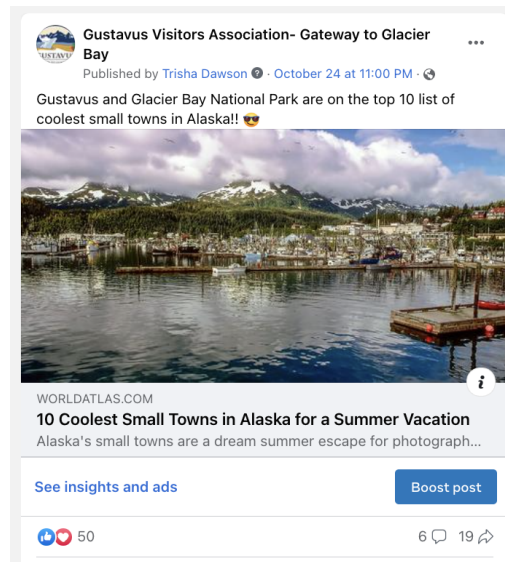 Gustavus Visitors Association- Gateway to Glacier
Bay
Published by Trisha Dawson · October 24 at 11:00 PM ·
Gustavus and Glacier Bay National Park are on the top 10 list of
coolest small towns in Alaska!! 😎
WORLDATLAS.COM
10 Coolest Small Towns in Alaska for a Summer Vacation
Alaska's small towns are a dream summer escape for photograph...
See insights and ads
Boost post
50
6
19